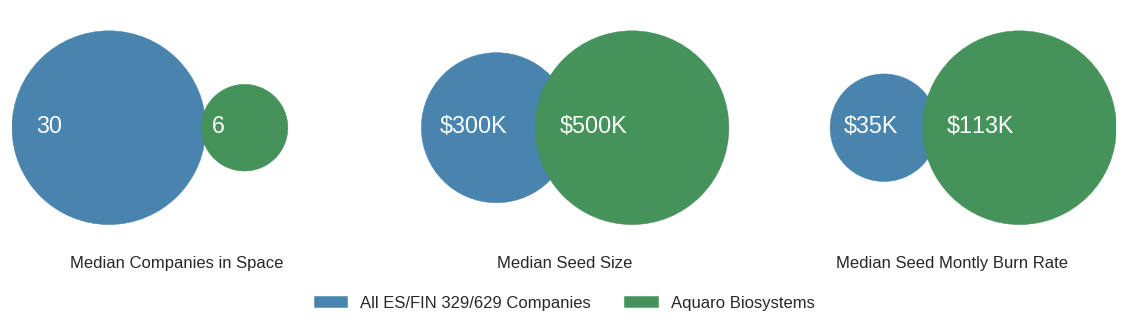 30
6
$300K
$500K
$35K
$113K
Median Companies in Space
Median Seed Size
Median Seed Montly Burn Rate
All ES/FIN 329/629 Companies
Aquaro Biosystems